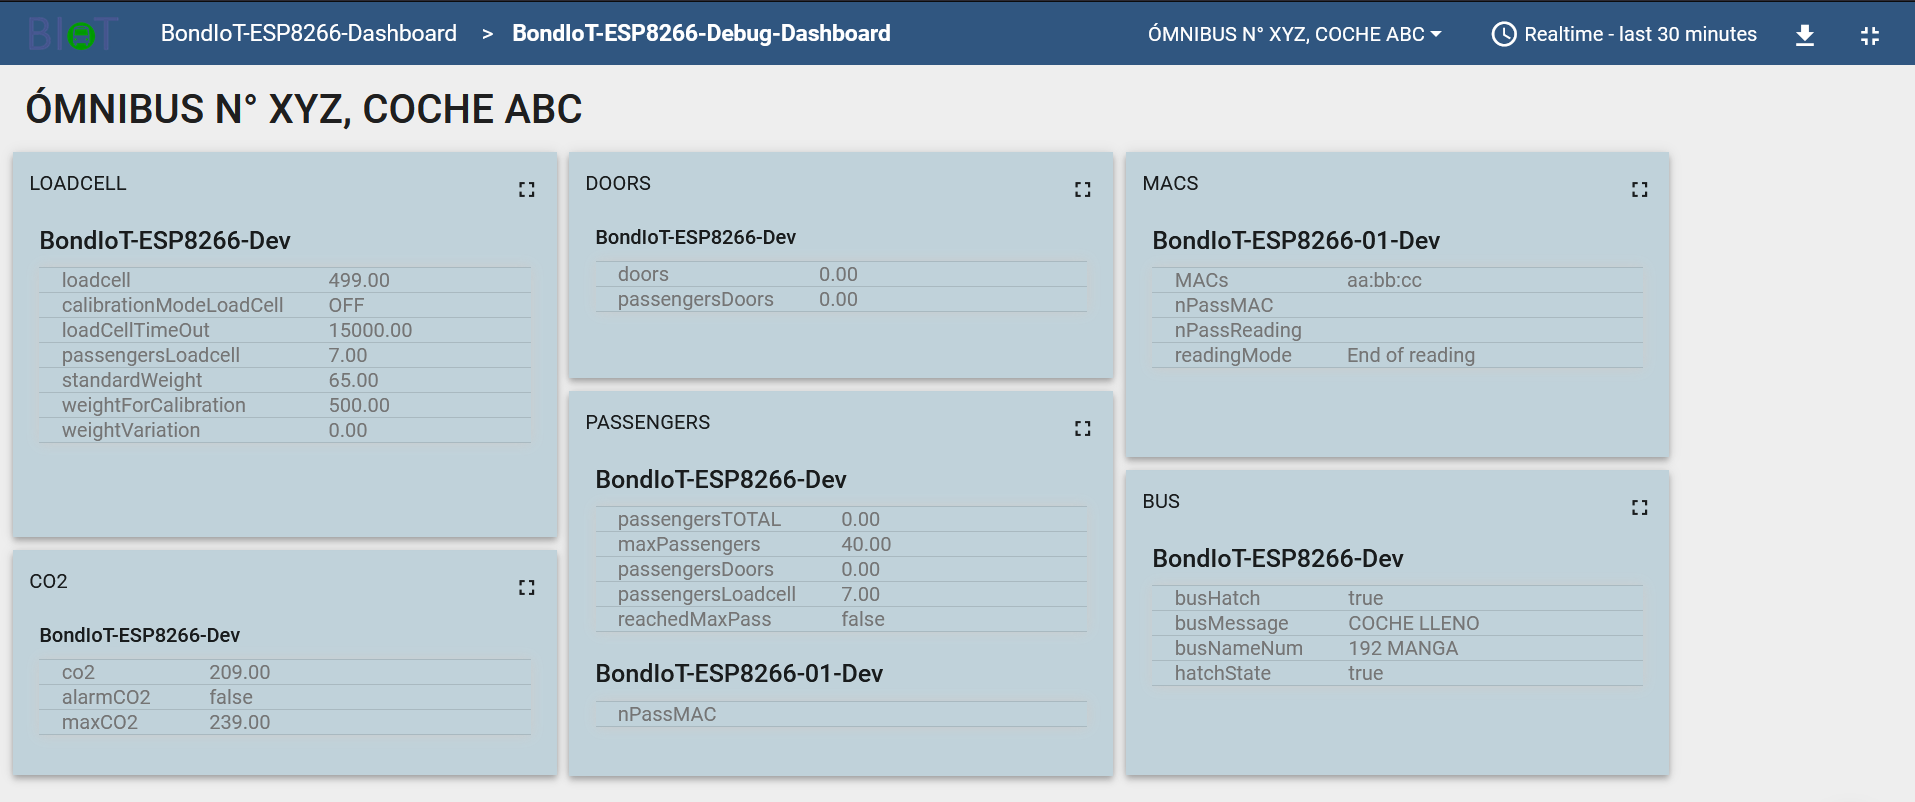 BIoT
BondIoT-ESP8266-Dashboard > BondIoT-ESP8266-Debug-Dashboard
ÓMNIBUS N° XYZ, COCHE ABC
Realtime - last 30 minutes
ÓMNIBUS N° XYZ, COCHE ABC
LOADCELL
BondIoT-ESP8266-Dev
loadcell 499.00
calibrationModeLoadCell OFF
loadCellTimeOut 15000.00
passengersLoadcell 7.00
standardWeight 65.00
weightForCalibration 500.00
weightVariation 0.00
CO2
BondIoT-ESP8266-Dev
co2 209.00
alarmCO2 false
maxCO2 239.00
DOORS
BondIoT-ESP8266-Dev
doors 0.00
passengersDoors 0.00
PASSENGERS
BondIoT-ESP8266-Dev
passengersTOTAL 0.00
maxPassengers 40.00
passengersDoors 0.00
passengersLoadcell 7.00
reachedMaxPass false
BondIoT-ESP8266-01-Dev
nPassMAC
MACS
BondIoT-ESP8266-01-Dev
MACs aa:bb:cc
nPassMAC
nPassReading
readingMode End of reading
BUS
BondIoT-ESP8266-Dev
busHatch true
busMessage COCHE LLENO
busNameNum 192 MANGA
hatchState true